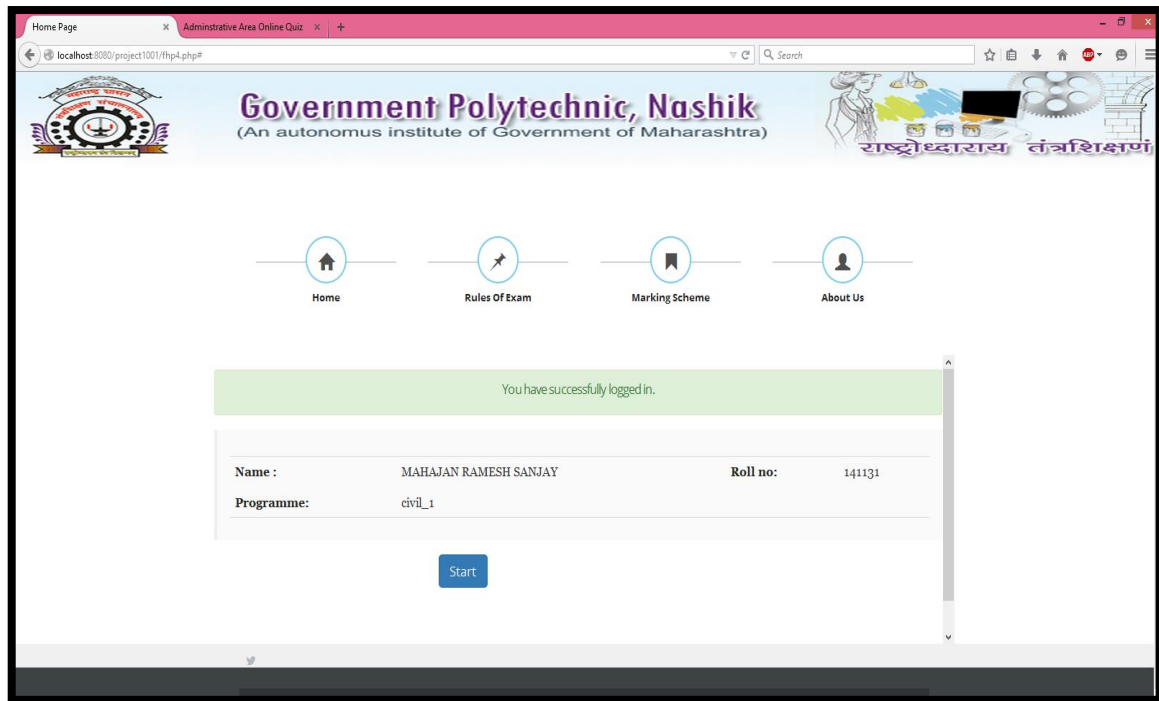 Home Page
Adminstrative Area Online Quiz
localhost:8080/project1001/fhp4.php#
Search
ABP
Government Polytechnic, Nashik
(An autonomus institute of Government of Maharashtra)
राष्ट्रोध्दाराय तंत्रशिक्षणं
Home
Rules Of Exam
Marking Scheme
About Us
You have successfully logged in.
Name : MAHAJAN RAMESH SANJAY Roll no: 141131
Programme: civil_1
Start